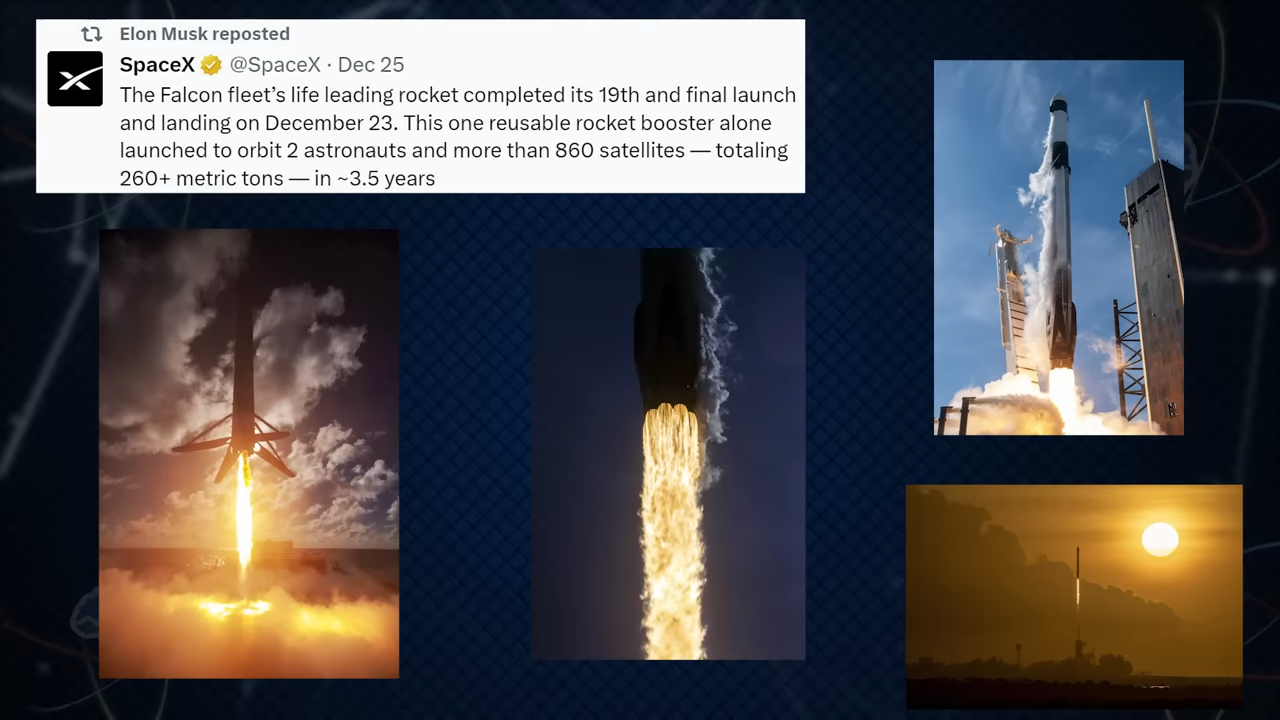 Elon Musk reposted
SpaceX @SpaceX · Dec 25
The Falcon fleet’s life leading rocket completed its 19th and final launch
and landing on December 23. This one reusable rocket booster alone
launched to orbit 2 astronauts and more than 860 satellites — totaling
260+ metric tons — in ~3.5 years